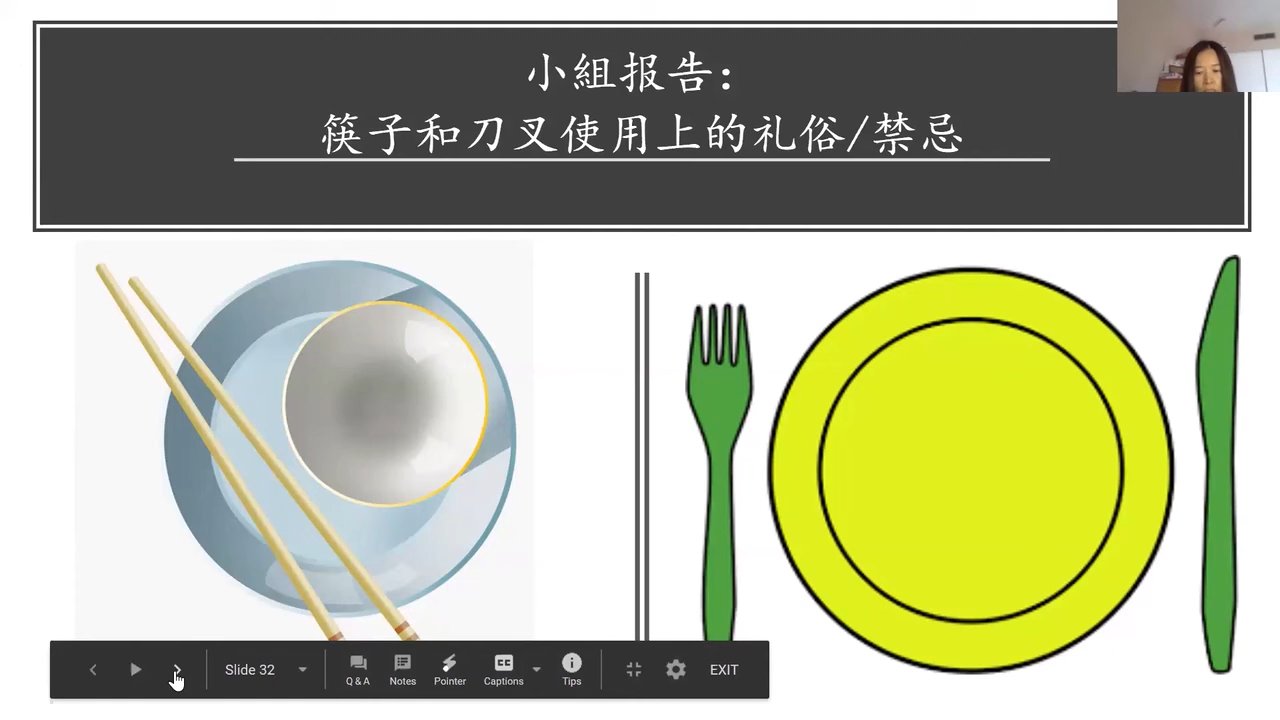 小組报告:
筷子和刀叉使用上的礼俗/禁忌
Slide 32
Q & A
Notes
Pointer
CC
Captions
Tips
EXIT